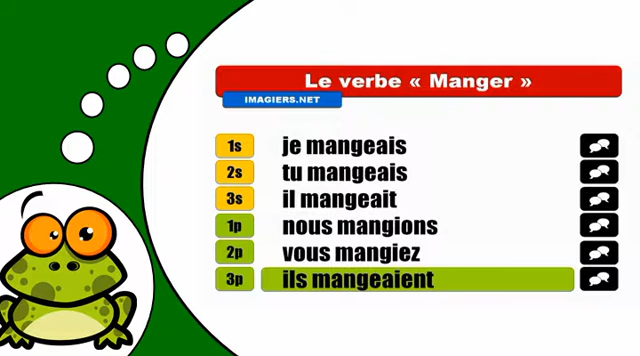 Le verbe « Manger »
IMAGIERS.NET
1s je mangeais
2s tu mangeais
3s il mangeait
1p nous mangions
2p vous mangiez
3p ils mangeaient